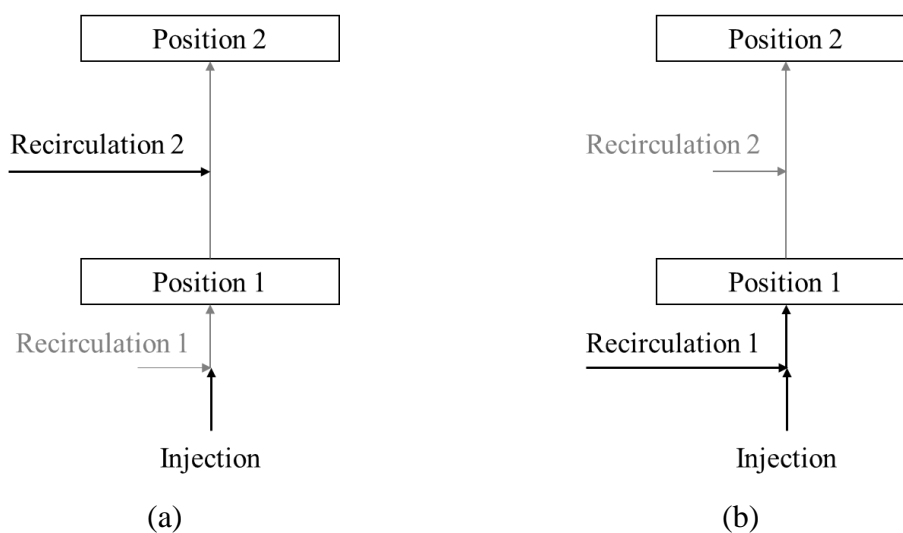 Position 2
Recirculation 2
Position 1
Recirculation 1
Injection
(a)
Position 2
Recirculation 2
Position 1
Recirculation 1
Injection
(b)